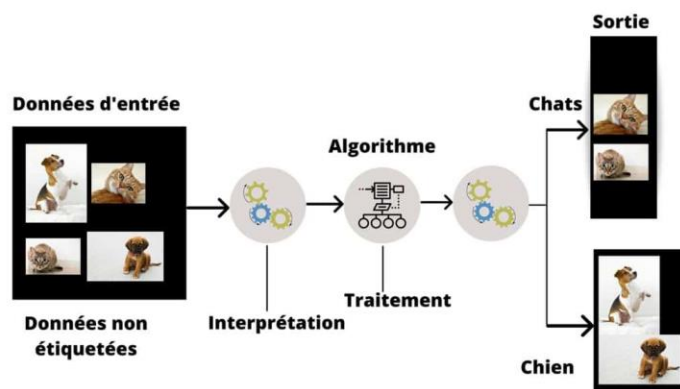 Sortie
Données d'entrée
Chats
Algorithme
Traitement
Interprétation
Données non
étiquetées
Chien